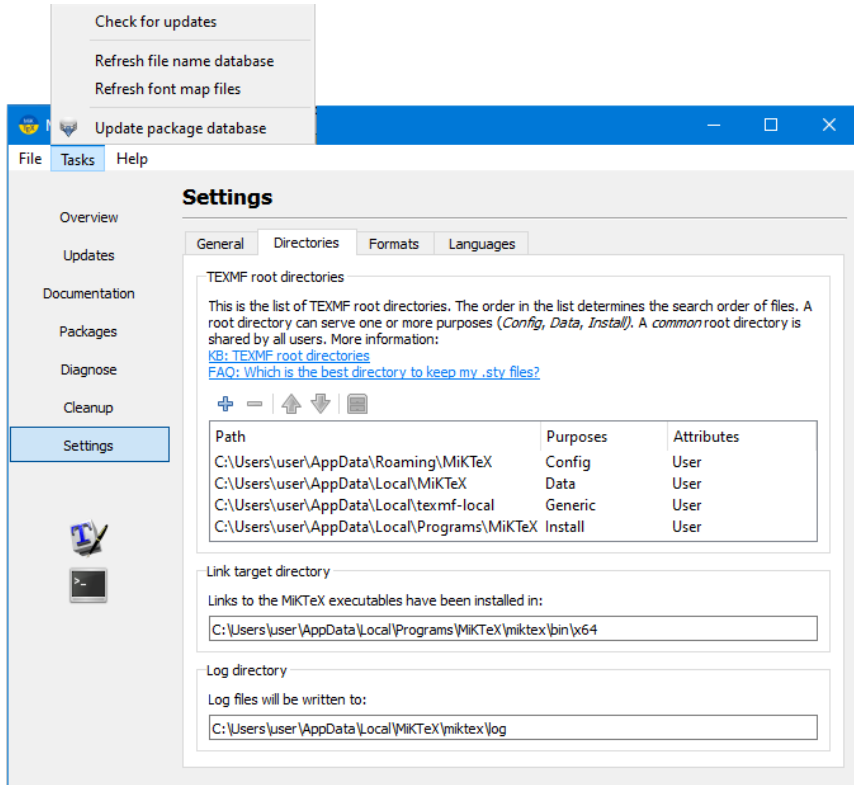 Check for updates
Refresh file name database
Refresh font map files
Update package database
File Tasks Help
Settings
Overview
Updates
Documentation
Packages
Diagnose
Cleanup
Settings
General Directories Formats Languages
TEXMF root directories
This is the list of TEXMF root directories. The order in the list determines the search order of files. A
root directory can serve one or more purposes (Config, Data, Install). A common root directory is
shared by all users. More information:
KB: TEXMF root directories
FAQ: Which is the best directory to keep my .sty files?
Path Purposes Attributes
C:\Users\user\AppData\Roaming\MiKTeX Config User
C:\Users\user\AppData\Local\MiKTeX Data User
C:\Users\user\AppData\Local\texmf-local Generic User
C:\Users\user\AppData\Local\Programs\MiKTeX Install User
Link target directory
Links to the MiKTeX executables have been installed in:
C:\Users\user\AppData\Local\Programs\MiKTeX\miktex\bin\x64
Log directory
Log files will be written to:
C:\Users\user\AppData\Local\MiKTeX\miktex\log